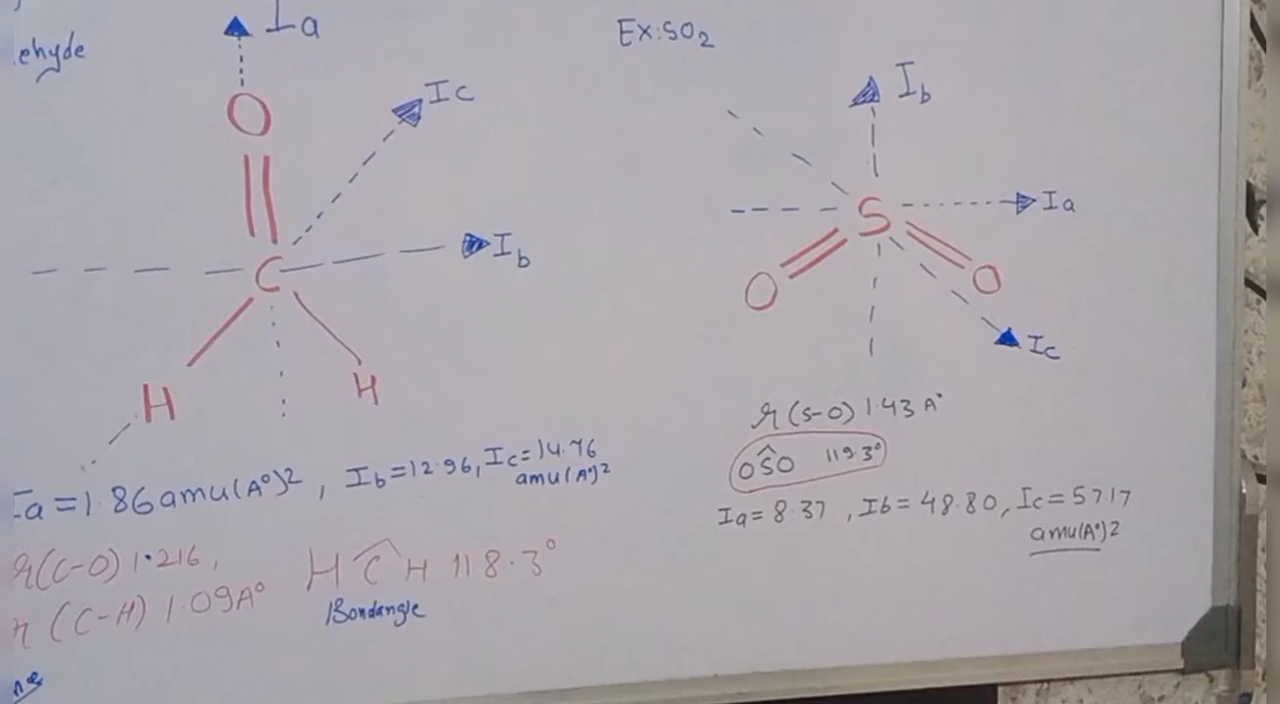 Ia
ehyde
O
Ic
Ib
C
H
H
Ia = 1.86 amu(A°)2 , Ib = 12.96, Ic = 14.76
amu(A°)2
r(C-O) 1.216,
r (C-H) 1.09A°
HCH 118.3°
Bondangle
Ex: SO2
Ib
S
Ia
O
O
Ic
r(S-O) 1.43 A°
OSO 119.3°
Ia = 8.37 , Ib = 48.80, Ic = 57.17
amu(A°)2